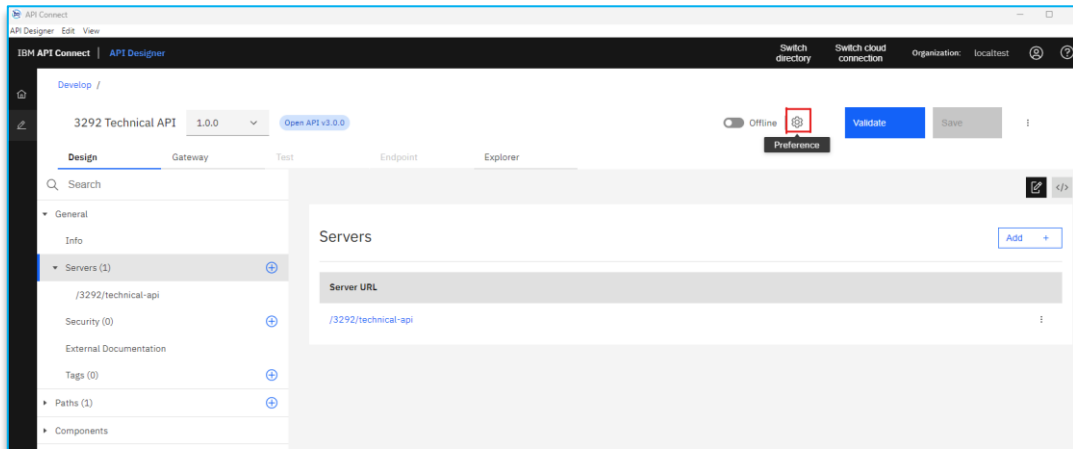 API Connect
API Designer Edit View
IBM API Connect | API Designer
Switch directory
Switch cloud connection
Organization: localtest
Develop /
3292 Technical API 1.0.0 Open API v3.0.0
Offline
Validate
Save
Preference
Design Gateway Test Endpoint Explorer
Search
</>
General
Info
Servers
Add +
Servers (1)
Server URL
/3292/technical-api
/3292/technical-api
Security (0)
External Documentation
Tags (0)
Paths (1)
Components